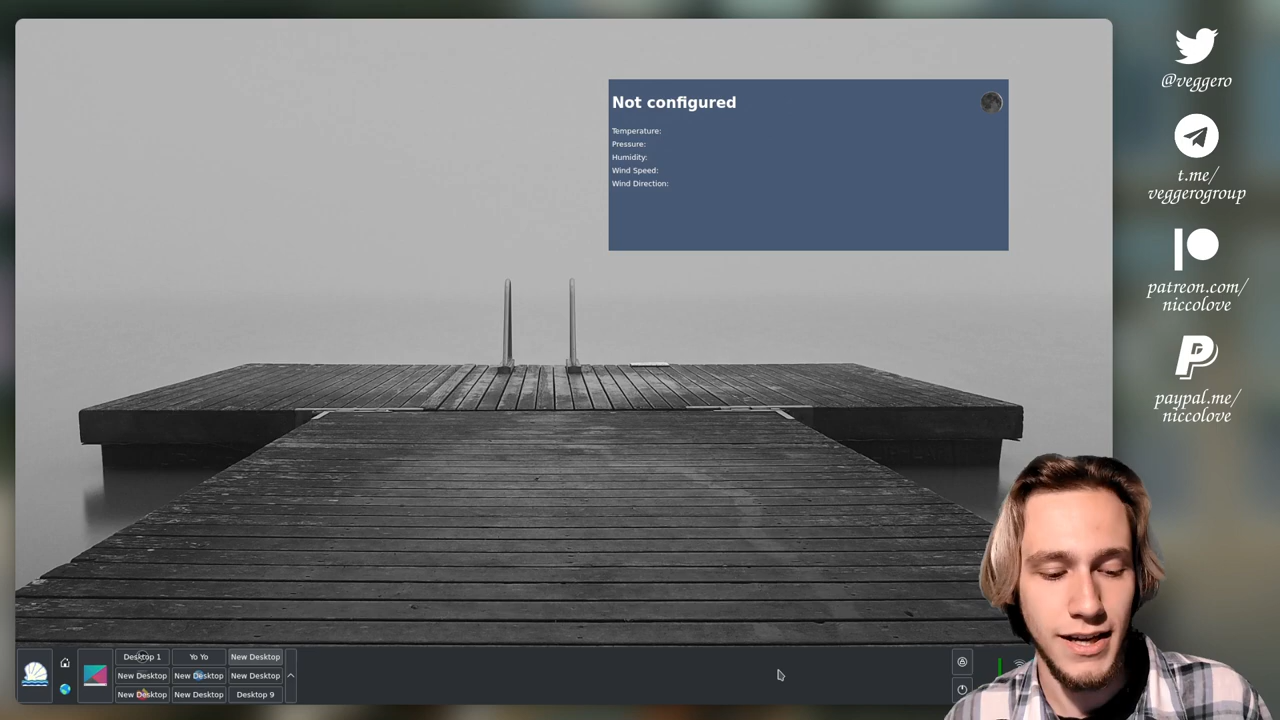 Not configured
Temperature:
Pressure:
Humidity:
Wind Speed:
Wind Direction:
@veggero
t.me/
veggerogroup
patreon.com/
niccolove
paypal.me/
niccolove
Desktop 1
Yo Yo
New Desktop
New Desktop
New Desktop
New Desktop
New Desktop
New Desktop
Desktop 9